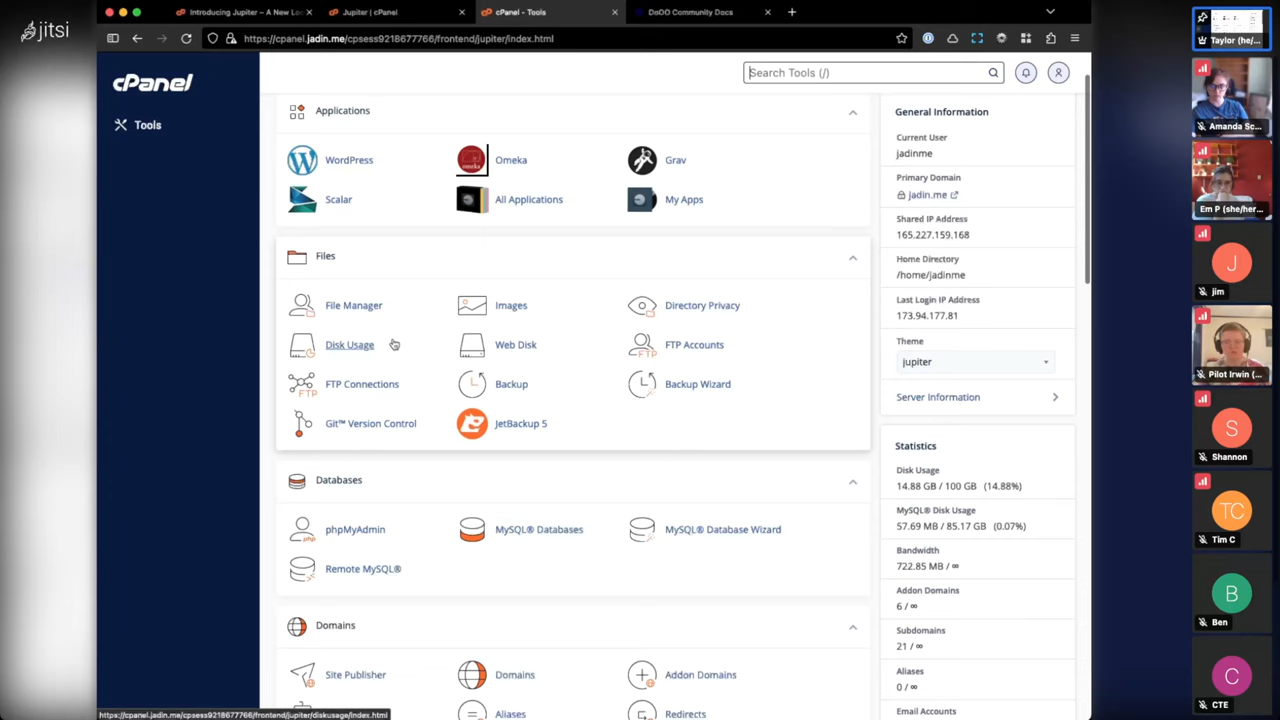 jitsi
Introducing Jupiter – A New Loo
Jupiter | cPanel
cPanel - Tools
DoOO Community Docs
https://cpanel.jadin.me/cpsess9218677766/frontend/jupiter/index.html
cPanel
Tools
Search Tools (/)
Applications
WordPress
Omeka
Grav
Scalar
All Applications
My Apps
Files
File Manager
Images
Directory Privacy
Disk Usage
Web Disk
FTP Accounts
FTP Connections
Backup
Backup Wizard
Git™ Version Control
JetBackup 5
Databases
phpMyAdmin
MySQL® Databases
MySQL® Database Wizard
Remote MySQL®
Domains
Site Publisher
Domains
Addon Domains
Aliases
Redirects
https://cpanel.jadin.me/cpsess9218677766/frontend/jupiter/diskusage/index.html
General Information
Current User
jadinme
Primary Domain
jadin.me
Shared IP Address
165.227.159.168
Home Directory
/home/jadinme
Last Login IP Address
173.94.177.81
Theme
jupiter
Server Information
Statistics
Disk Usage
14.88 GB / 100 GB (14.88%)
MySQL® Disk Usage
57.69 MB / 85.17 GB (0.07%)
Bandwidth
722.85 MB / ∞
Addon Domains
6 / ∞
Subdomains
21 / ∞
Aliases
0 / ∞
Email Accounts
Taylor (he/...
Amanda Sc...
Em P (she/her...
J
jim
Pilot Irwin (...
S
Shannon
TC
Tim C
B
Ben
C
CTE